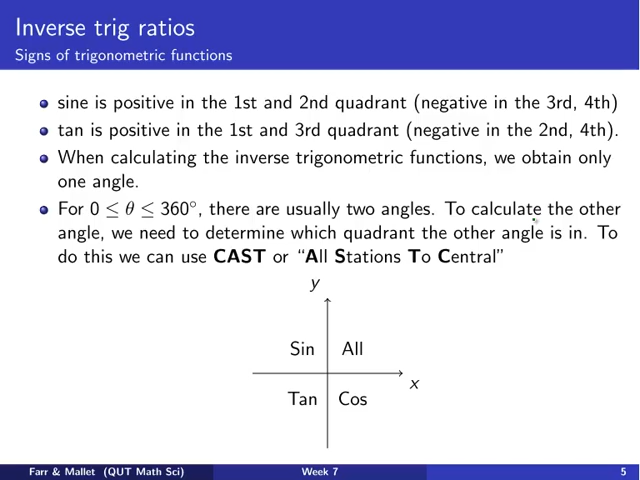 Inverse trig ratios
Signs of trigonometric functions
sine is positive in the 1st and 2nd quadrant (negative in the 3rd, 4th)
tan is positive in the 1st and 3rd quadrant (negative in the 2nd, 4th).
When calculating the inverse trigonometric functions, we obtain only
one angle.
For 0 ≤ θ ≤ 360°, there are usually two angles. To calculate the other
angle, we need to determine which quadrant the other angle is in. To
do this we can use CAST or “All Stations To Central”
y
Sin All
x
Tan Cos
Farr & Mallet (QUT Math Sci) Week 7 5